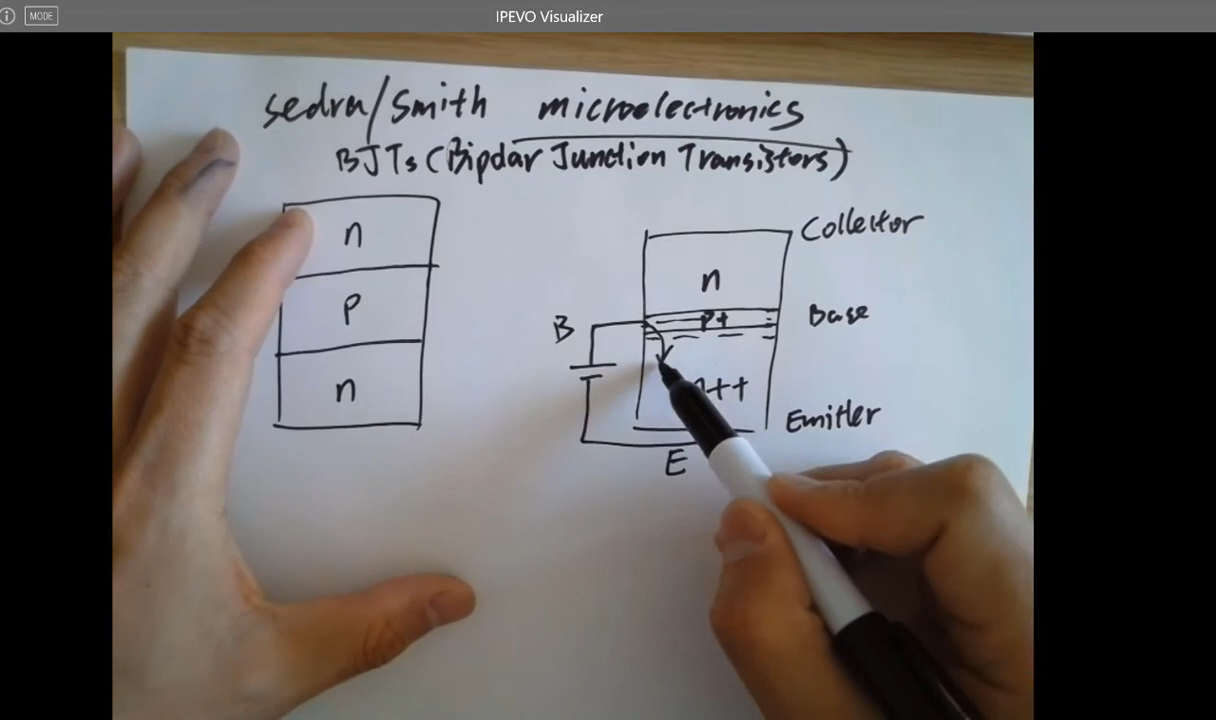 MODE
IPEVO Visualizer
Sedra/Smith microelectronics
BJTs (Bipolar Junction Transistors)
n
p
n
Collector
n
B
p+
Base
n++
Emitter
E